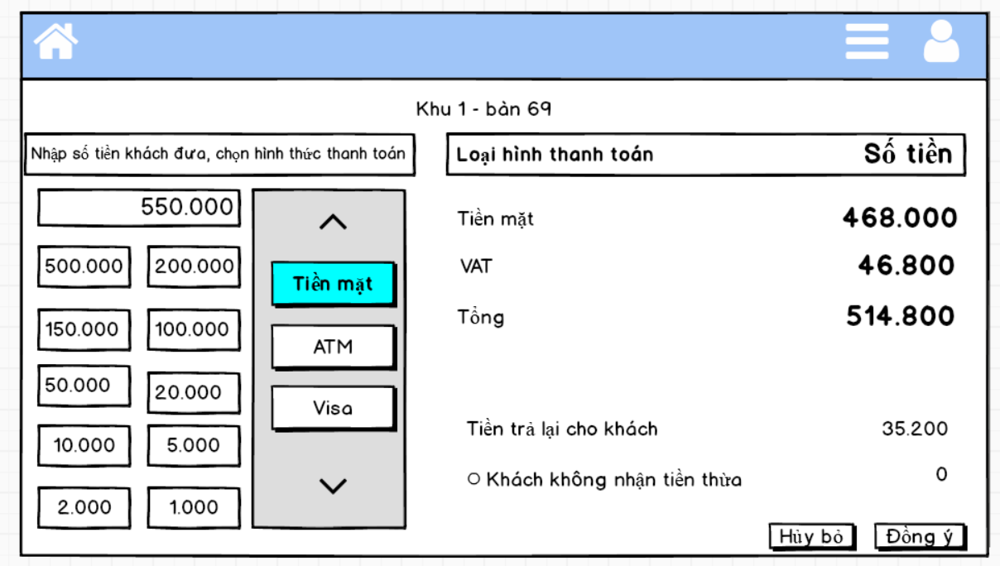 Khu 1 - bàn 69
Nhập số tiền khách đưa, chọn hình thức thanh toán
550.000
500.000 200.000
150.000 100.000
50.000 20.000
10.000 5.000
2.000 1.000
Tiền mặt
ATM
Visa
Loại hình thanh toán Số tiền
Tiền mặt 468.000
VAT 46.800
Tổng 514.800
Tiền trả lại cho khách 35.200
Khách không nhận tiền thừa 0
Hủy bỏ Đồng ý